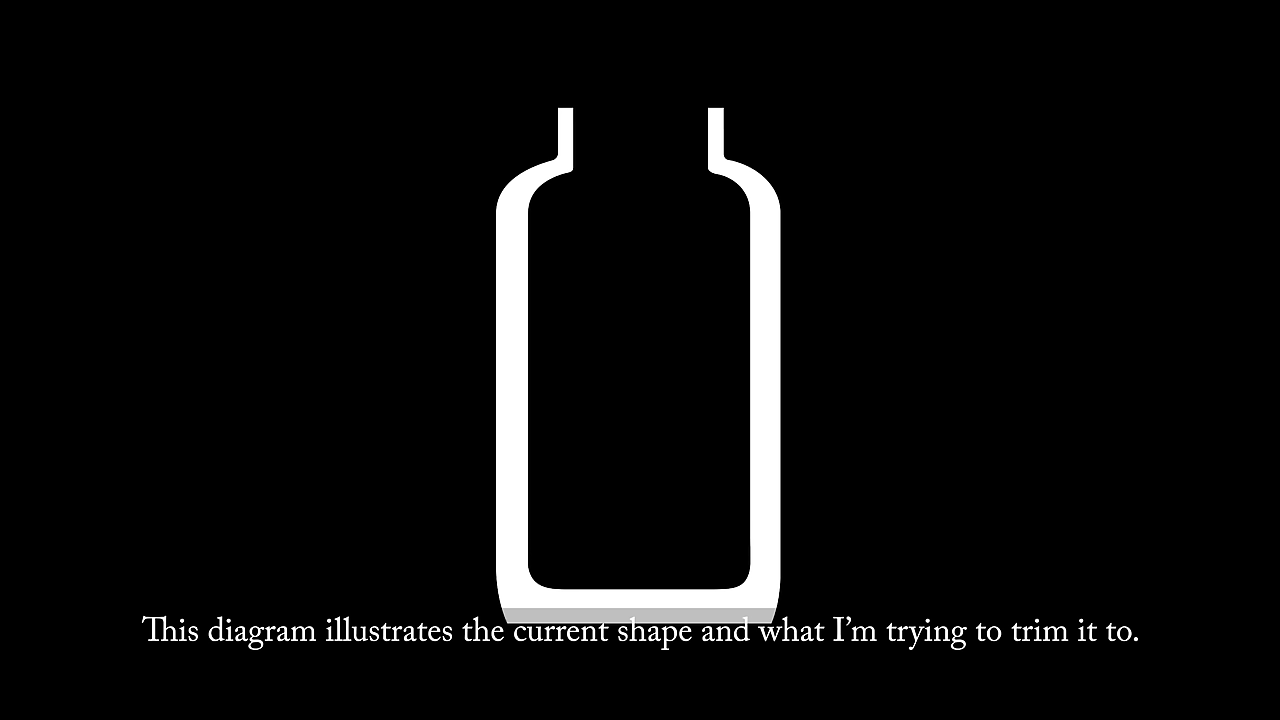 This diagram illustrates the current shape and what I’m trying to trim it to.